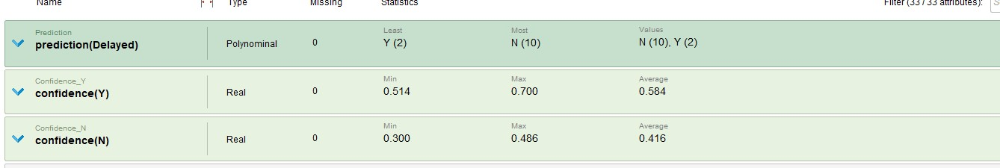 Name Type Missing Statistics Filter (33 / 33 attributes):
Prediction
prediction(Delayed) Polynominal 0 Least Y (2) Most N (10) Values N (10), Y (2)
Confidence_Y
confidence(Y) Real 0 Min 0.514 Max 0.700 Average 0.584
Confidence_N
confidence(N) Real 0 Min 0.300 Max 0.486 Average 0.416